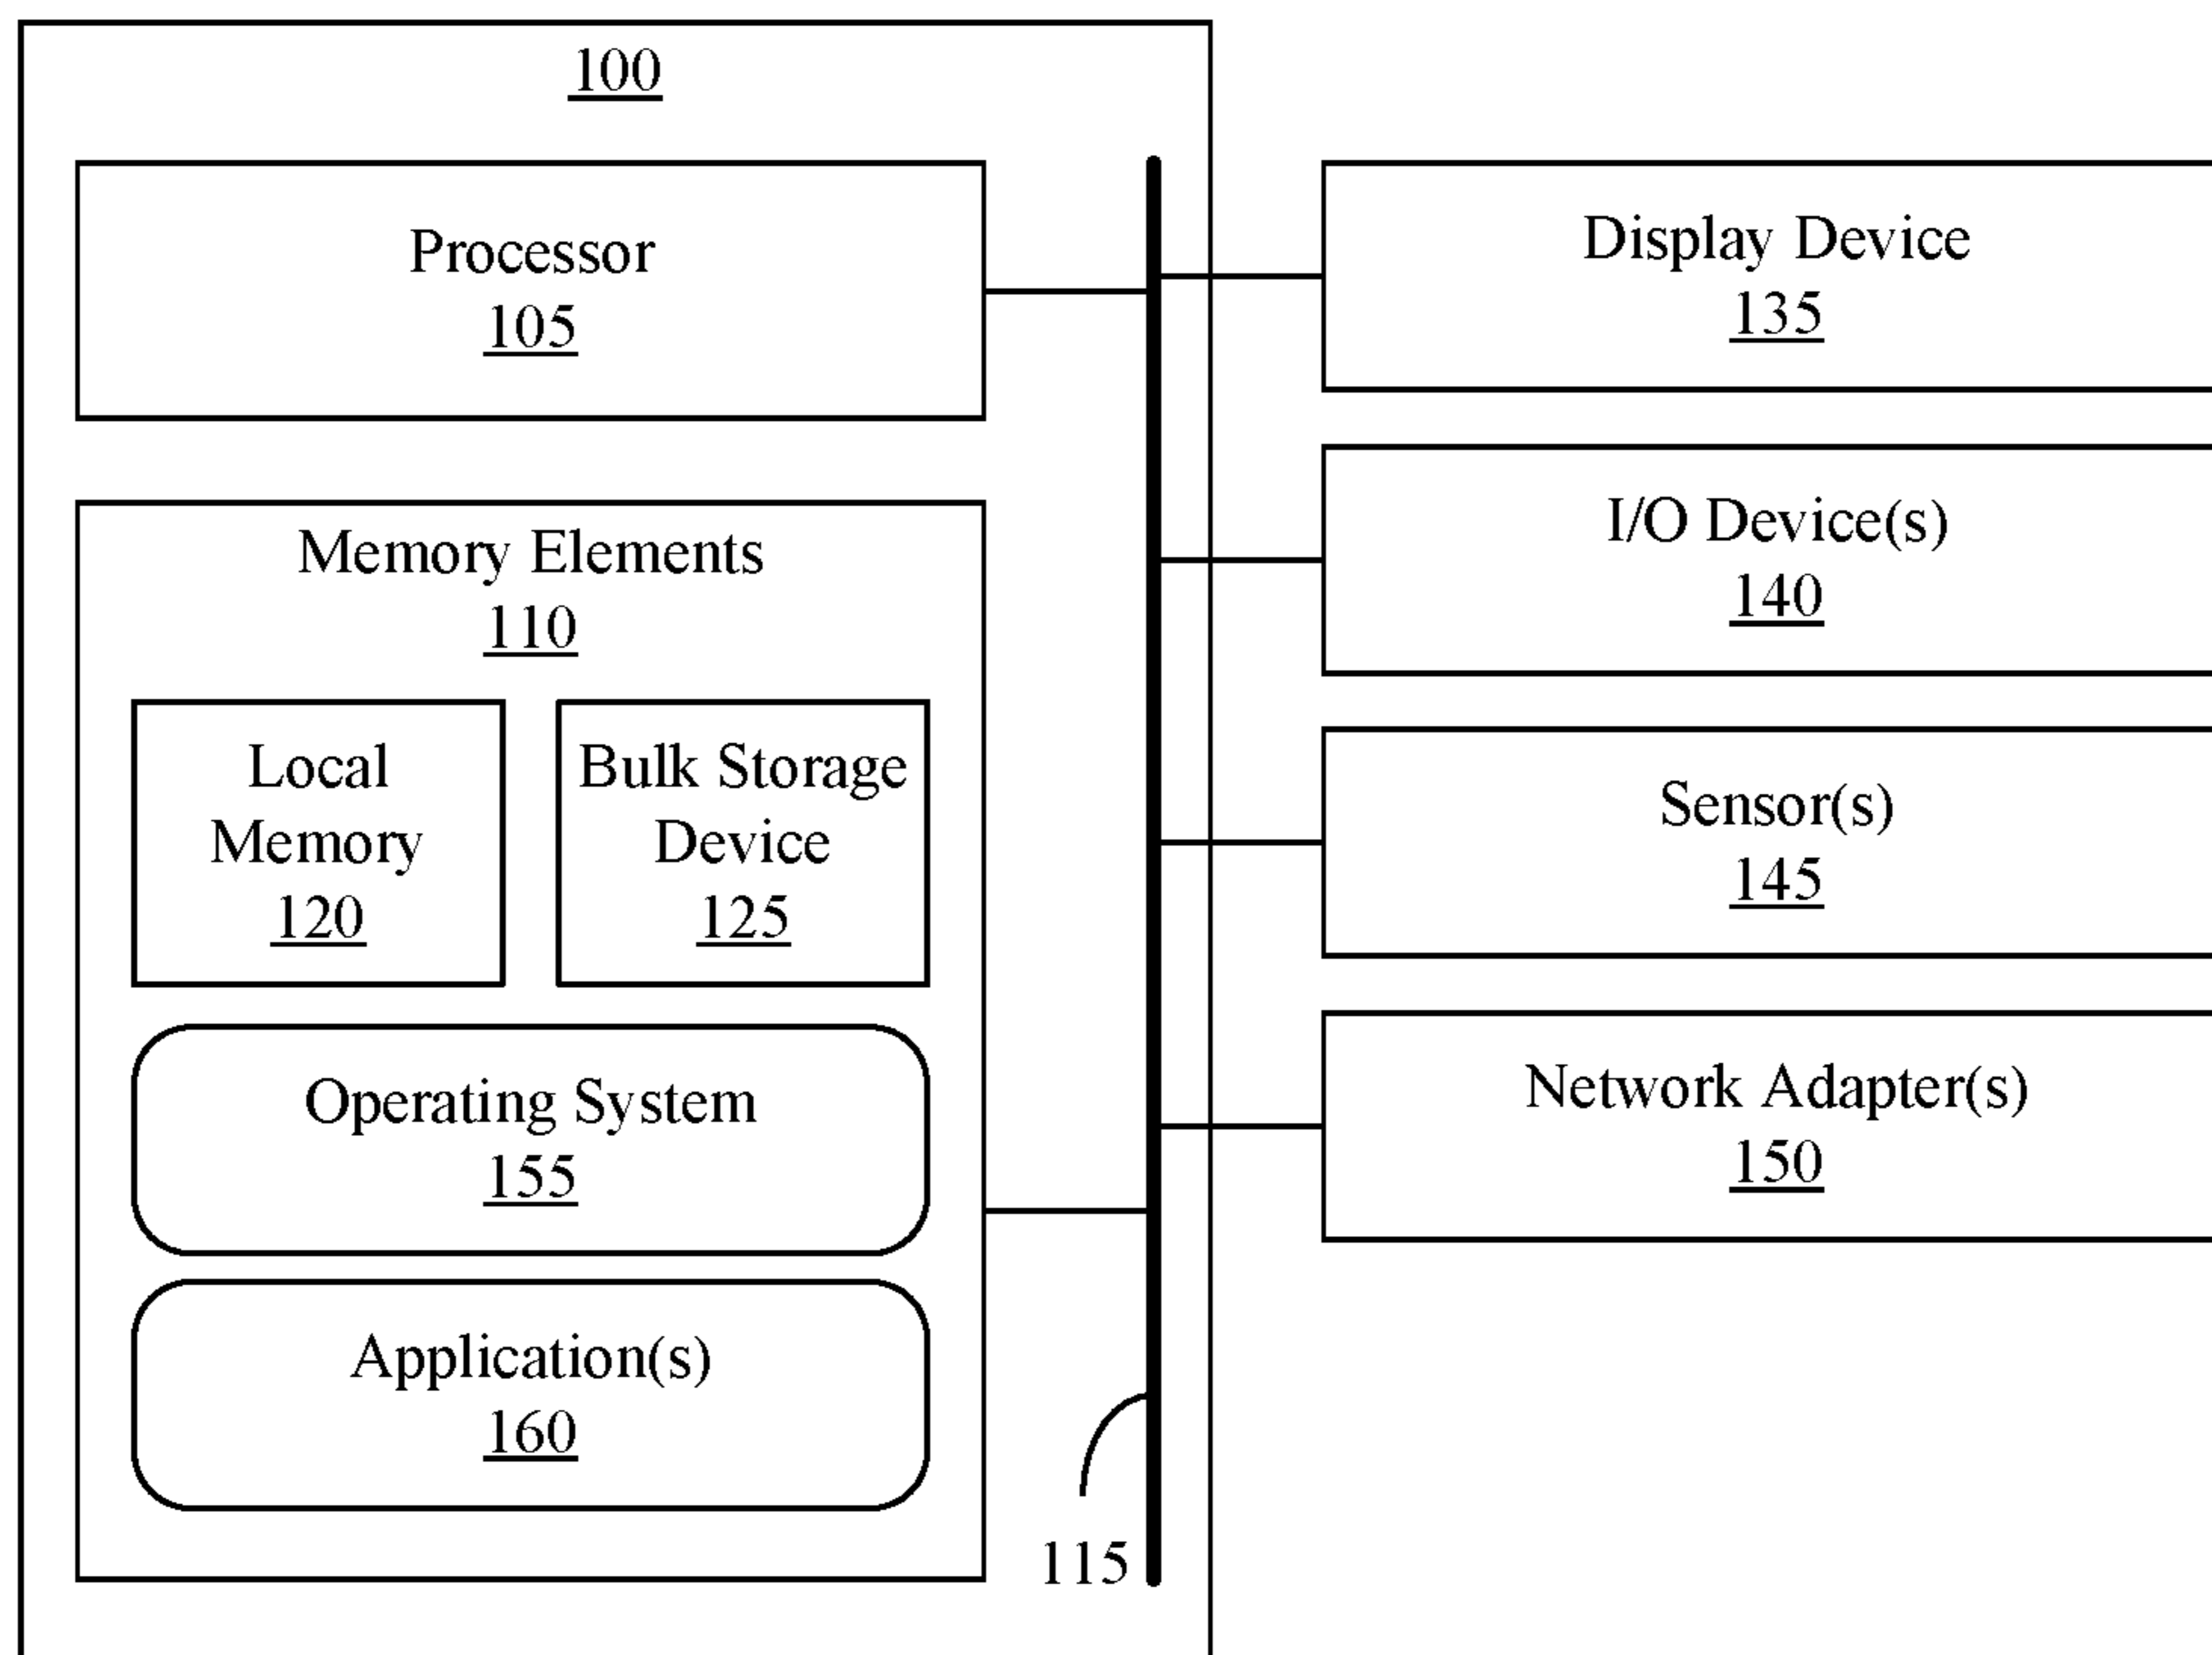 100
Processor
105
Memory Elements
110
Local
Memory
120
Bulk Storage
Device
125
Operating System
155
Application(s)
160
115
Display Device
135
I/O Device(s)
140
Sensor(s)
145
Network Adapter(s)
150